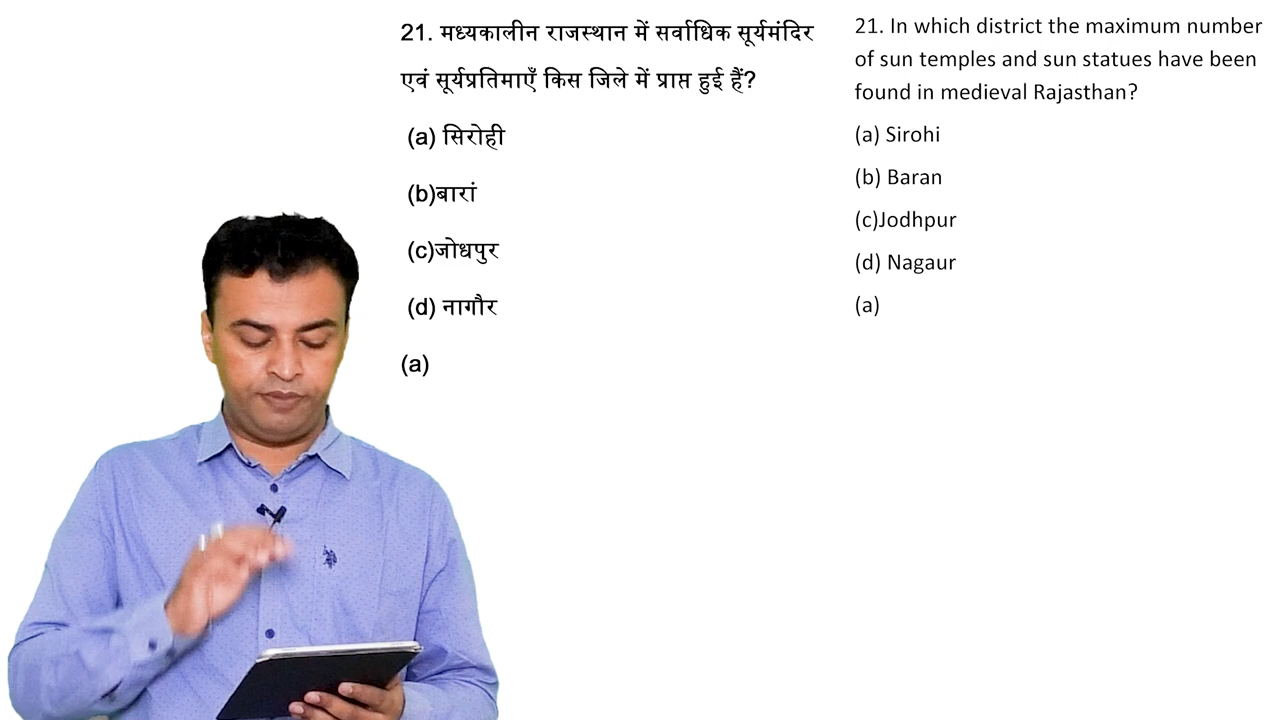 21. मध्यकालीन राजस्थान में सर्वाधिक सूर्यमंदिर
एवं सूर्यप्रतिमाएँ किस जिले में प्राप्त हुई हैं?
(a) सिरोही
(b)बारां
(c)जोधपुर
(d) नागौर
(a)
21. In which district the maximum number
of sun temples and sun statues have been
found in medieval Rajasthan?
(a) Sirohi
(b) Baran
(c)Jodhpur
(d) Nagaur
(a)